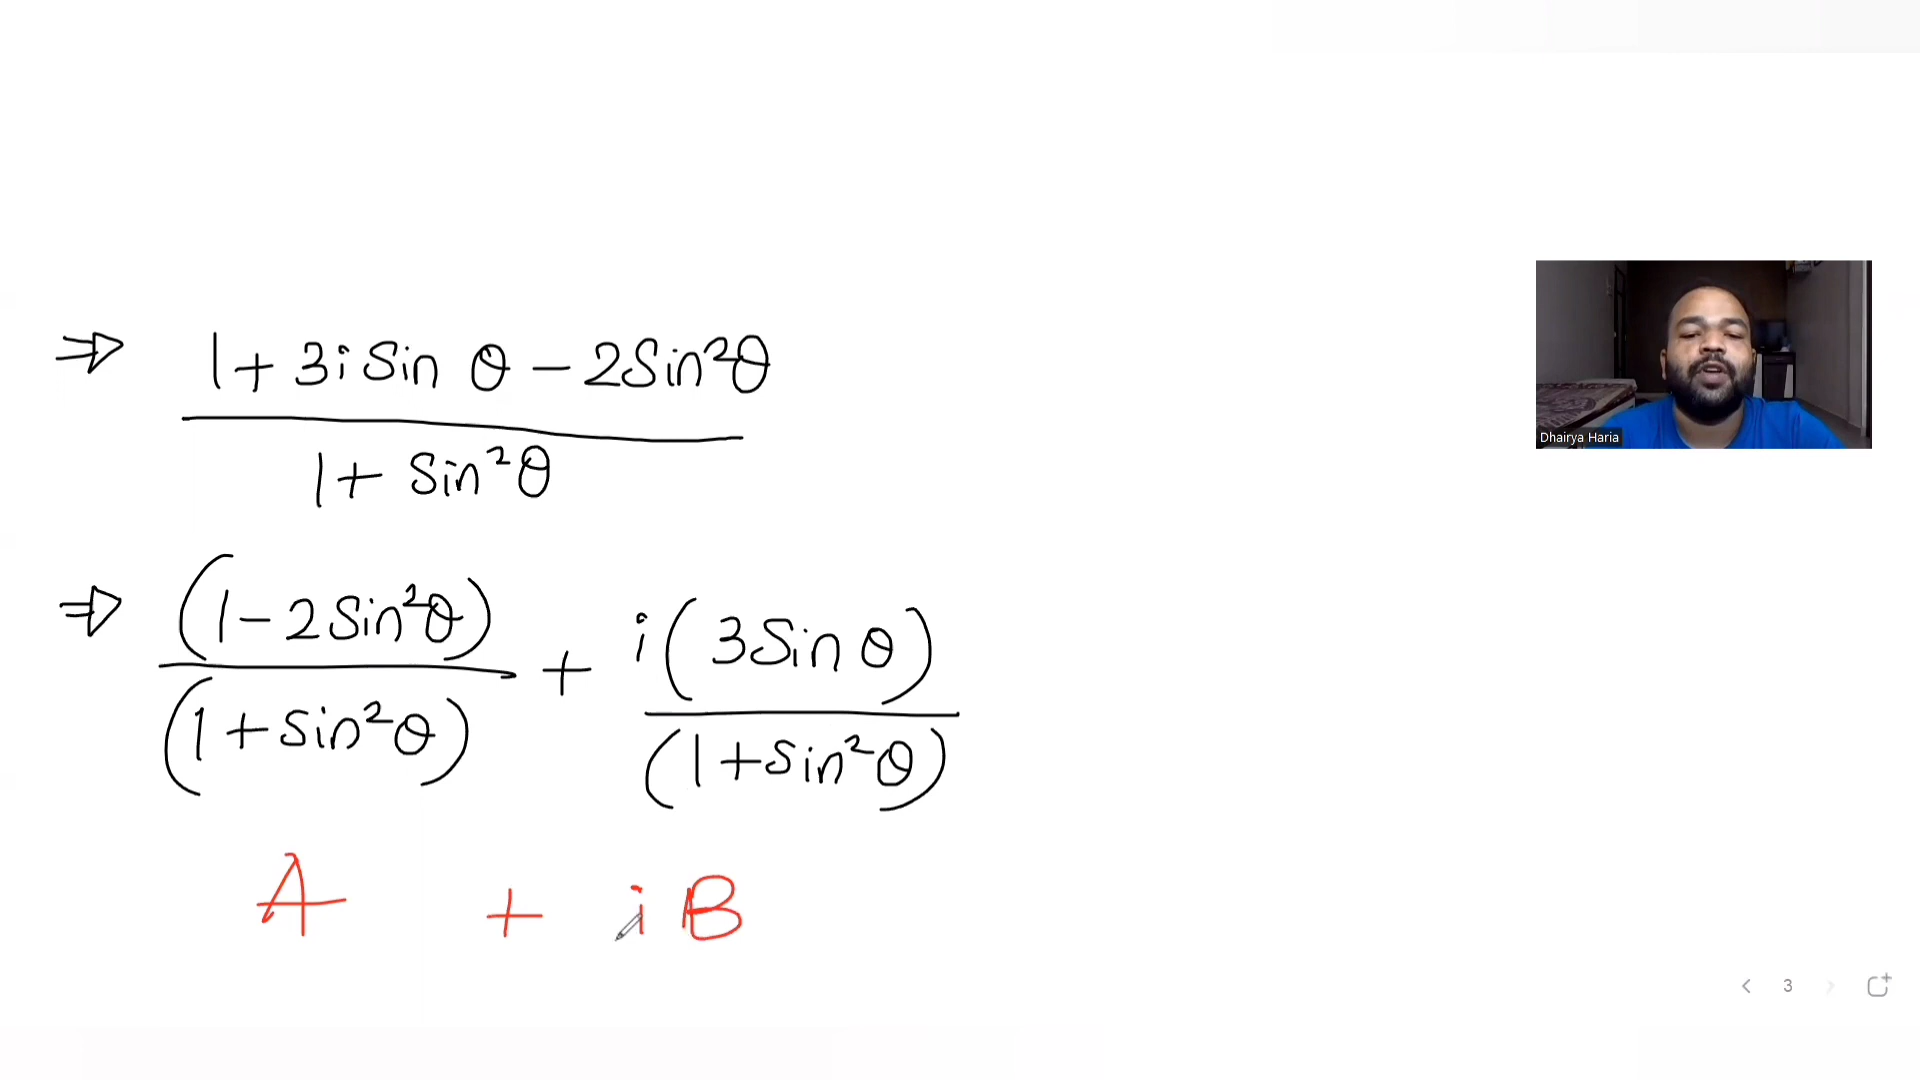 ⇒ 1 + 3i Sin θ − 2Sin²θ
1 + Sin²θ
Dhairya Haria
⇒ (1 − 2Sin²θ) + i(3Sin θ)
(1 + Sin²θ) (1 + Sin²θ)
A + iB
< 3 >